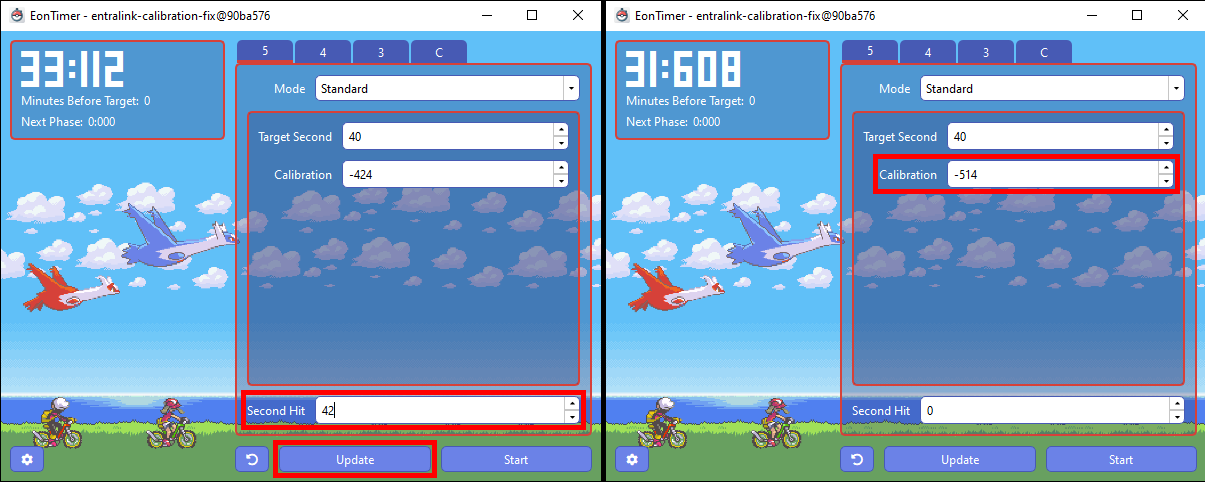 EonTimer - entralink-calibration-fix@90ba576
33:112
Minutes Before Target: 0
Next Phase: 0:000
5 4 3 C
Mode Standard
Target Second 40
Calibration -424
Second Hit 42
Update Start
EonTimer - entralink-calibration-fix@90ba576
31:608
Minutes Before Target: 0
Next Phase: 0:000
5 4 3 C
Mode Standard
Target Second 40
Calibration -514
Second Hit 0
Update Start